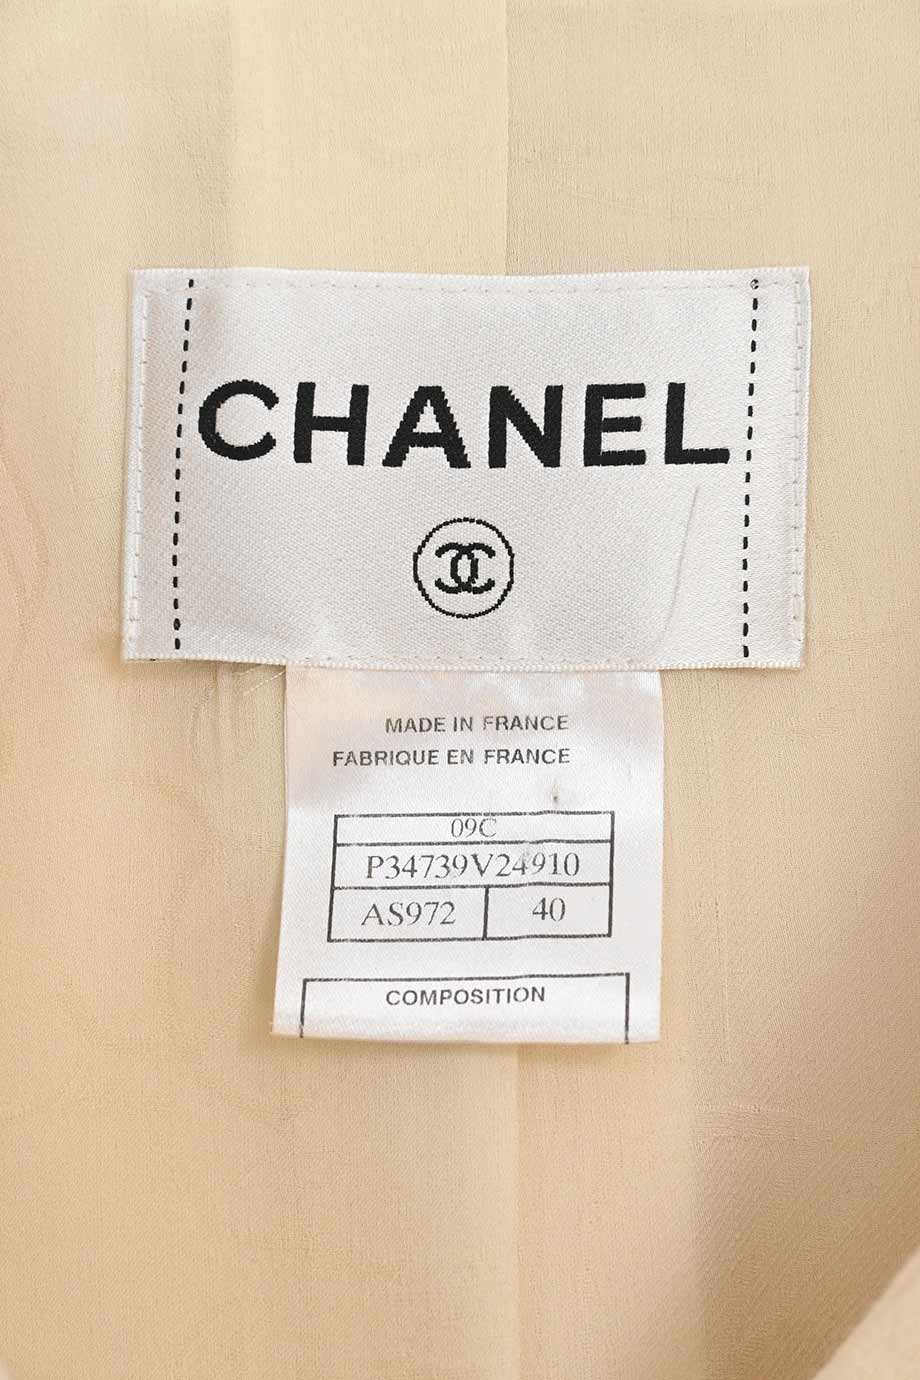 CHANEL
MADE IN FRANCE
FABRIQUE EN FRANCE
09C
P34739V24910
AS972 40
COMPOSITION